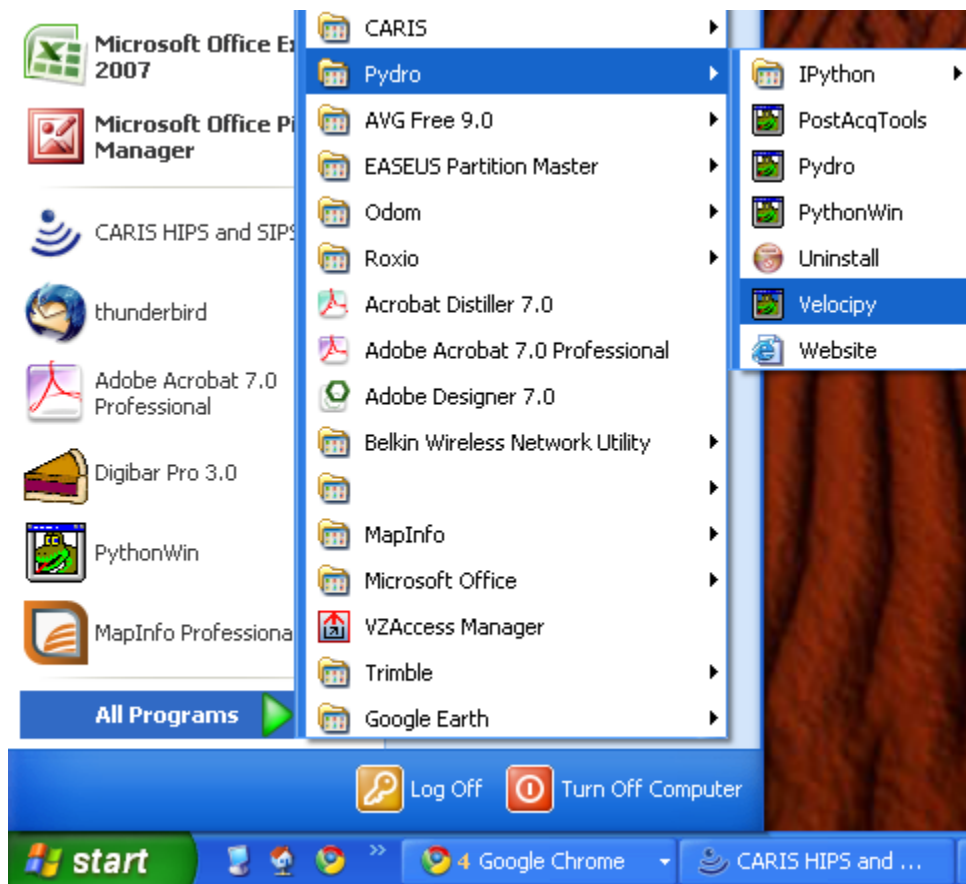 Microsoft Office Ex
2007
Microsoft Office Pi
Manager
CARIS HIPS and SIPS
thunderbird
Adobe Acrobat 7.0
Professional
Digibar Pro 3.0
PythonWin
MapInfo Professiona
All Programs
CARIS
Pydro
AVG Free 9.0
EASEUS Partition Master
Odom
Roxio
Acrobat Distiller 7.0
Adobe Acrobat 7.0 Professional
Adobe Designer 7.0
Belkin Wireless Network Utility
MapInfo
Microsoft Office
VZAccess Manager
Trimble
Google Earth
IPython
PostAcqTools
Pydro
PythonWin
Uninstall
Velocipy
Website
Log Off
Turn Off Computer
start
4 Google Chrome
CARIS HIPS and ...